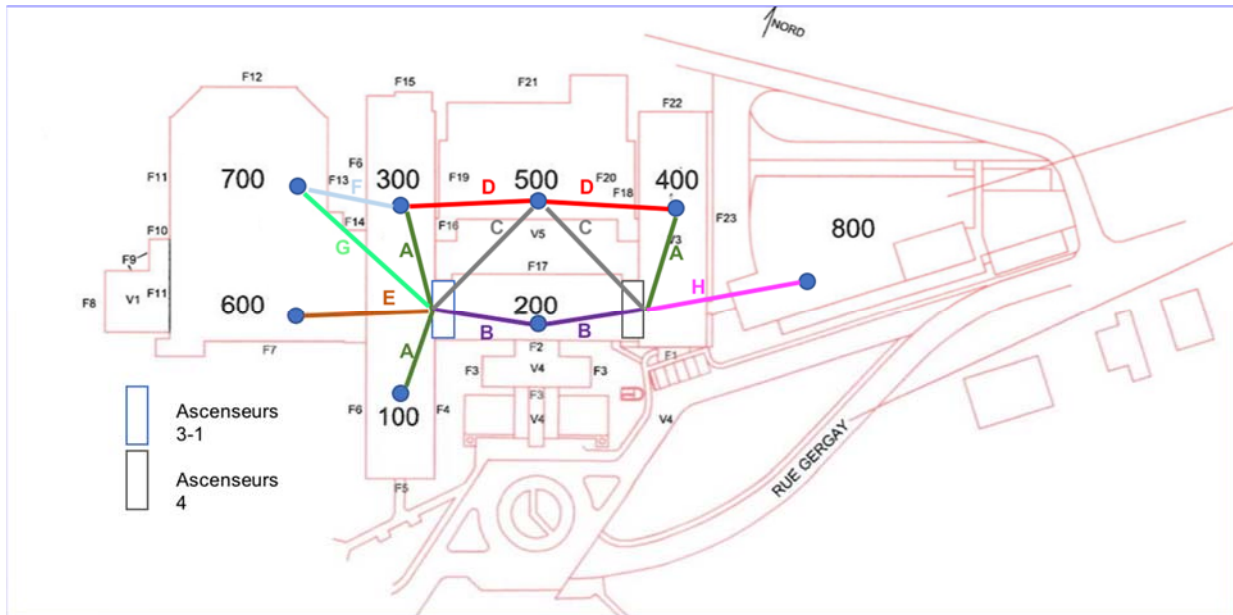 NORD
F12
F15
F21
F22
F11
F6
F19
F20
F18
F23
700
F13
F
300
D
500
D
400
F14
F16
C
V5
C
V3
800
G
A
A
F10
F9
F17
H
F8
V1
F11
600
E
200
B
B
F7
A
F2
F1
F3
V4
F3
F3
F6
100
F4
V4
V4
F5
Ascenseurs
3-1
Ascenseurs
4
RUE GERGAY